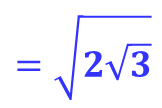 = √(2√3)